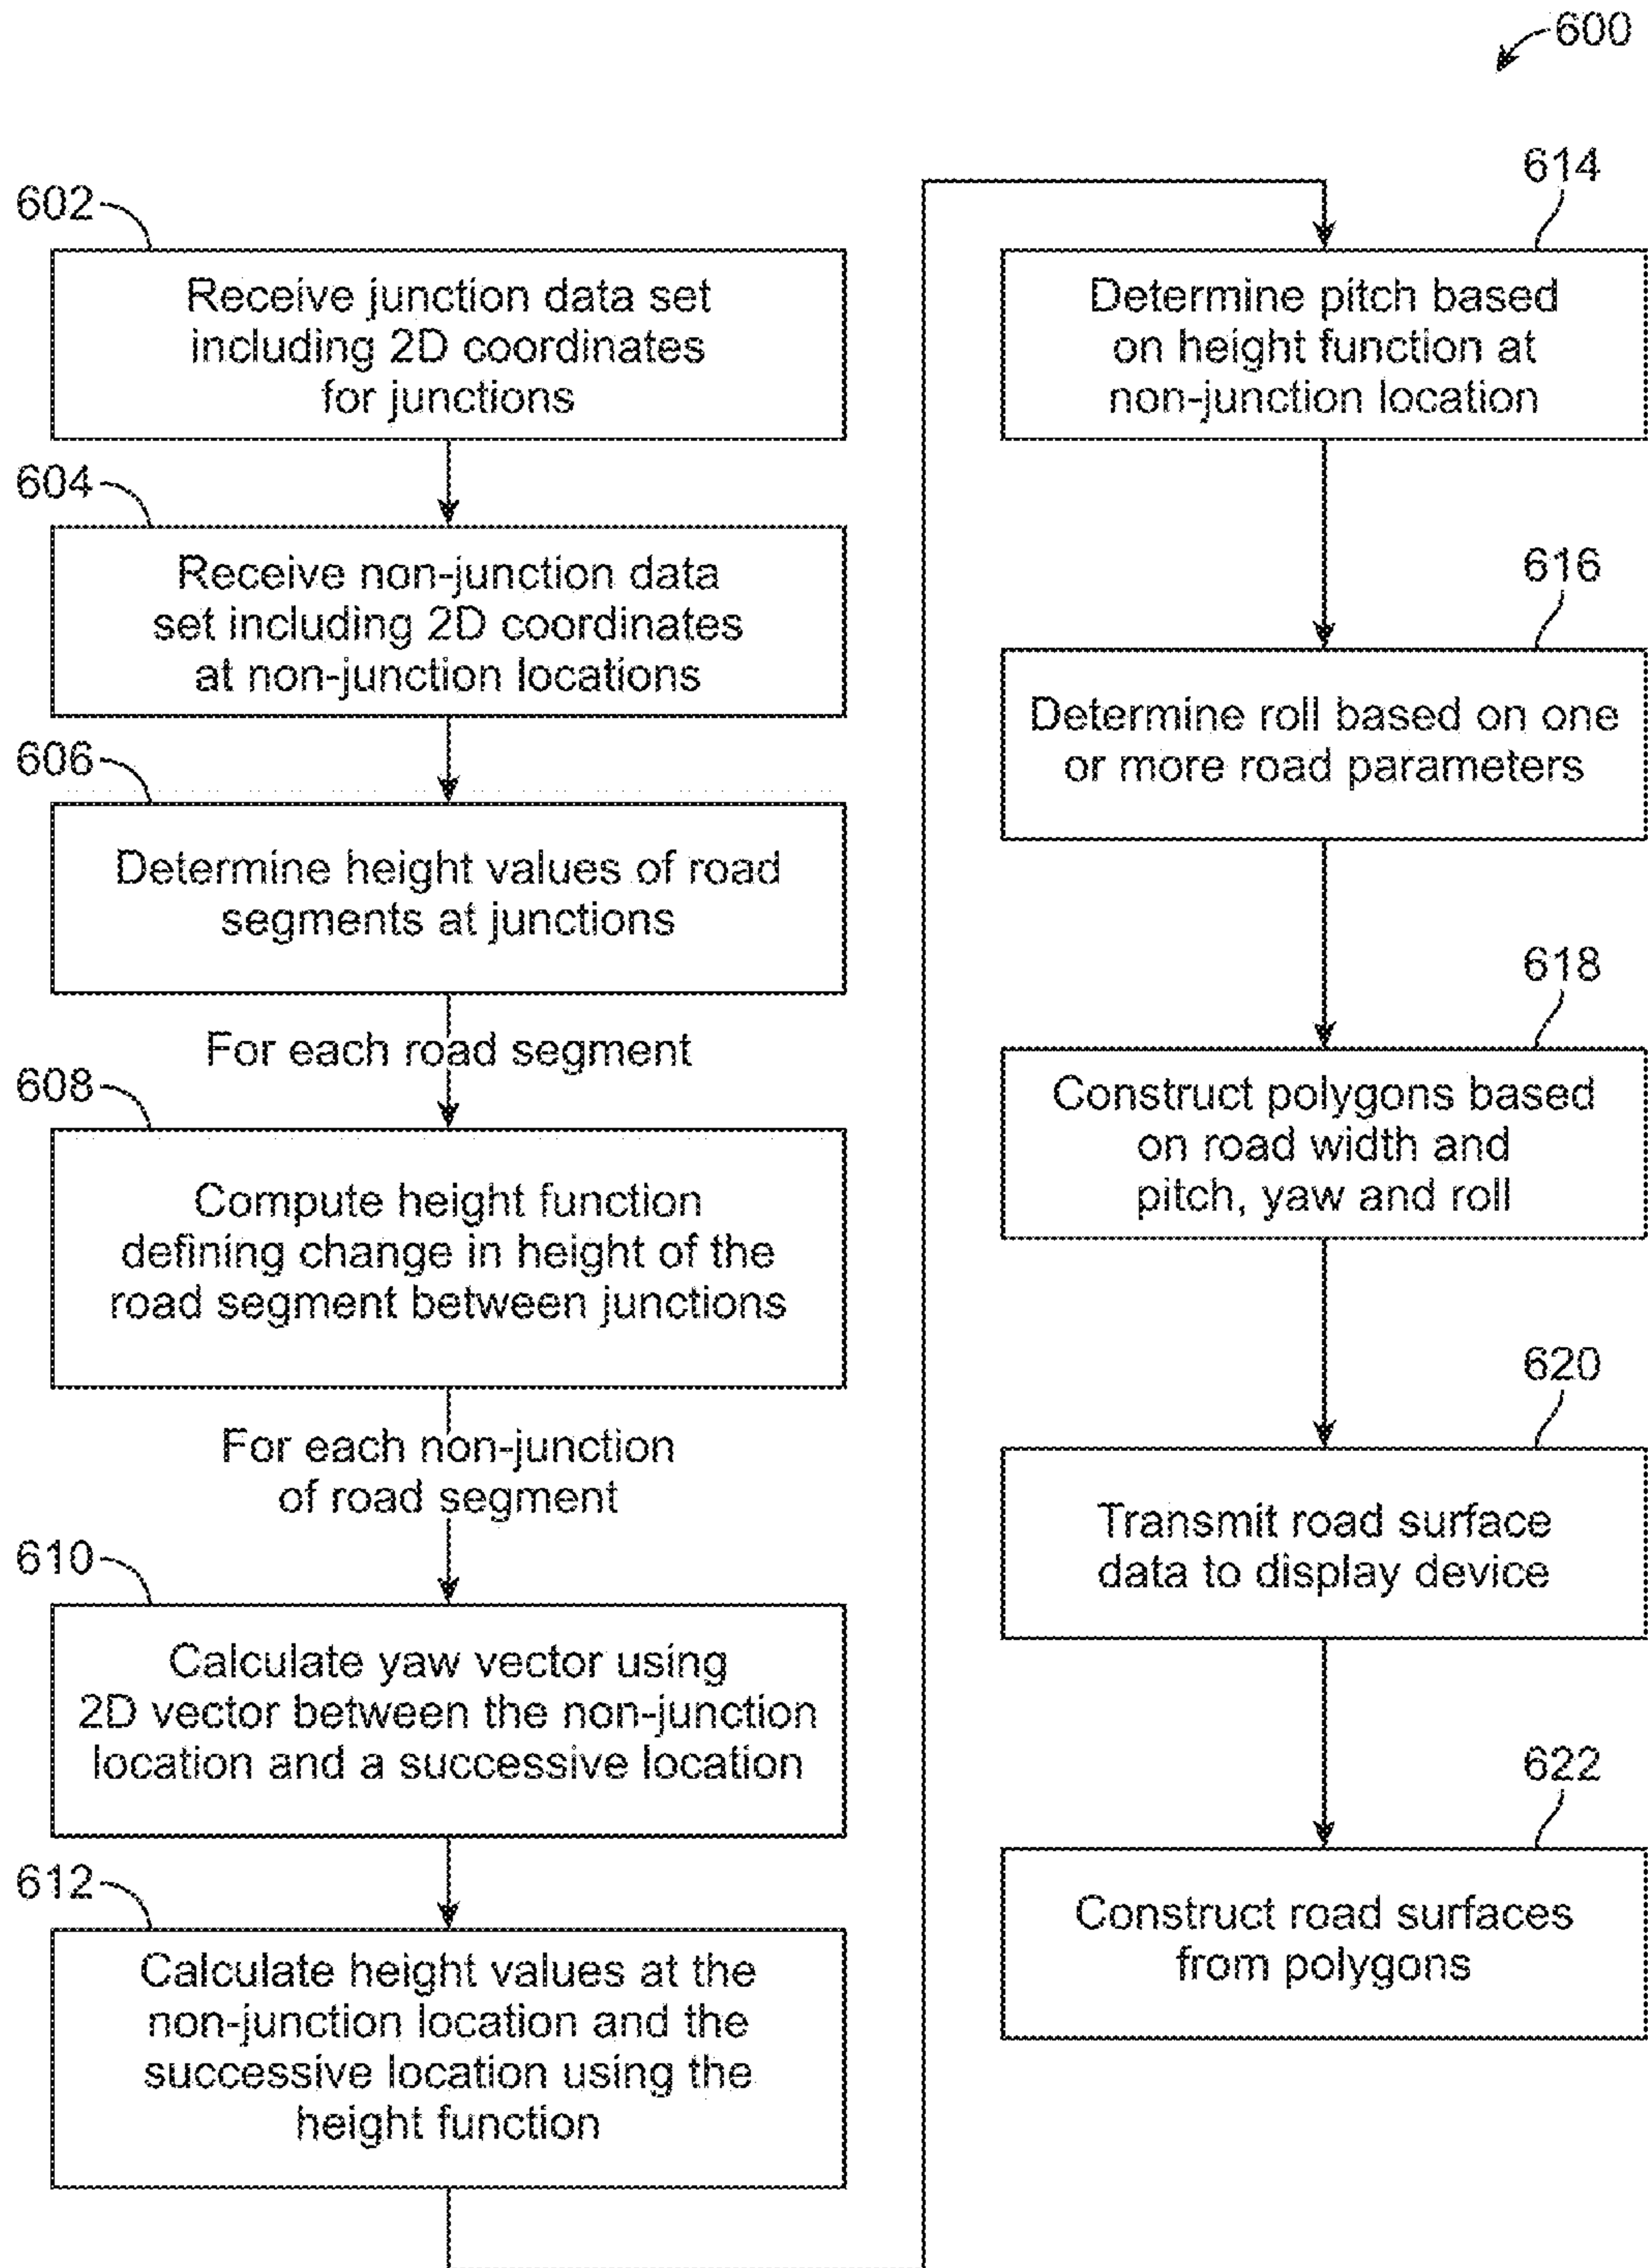 600
602
Receive junction data set
including 2D coordinates
for junctions
604
Receive non-junction data
set including 2D coordinates
at non-junction locations
606
Determine height values of road
segments at junctions
For each road segment
608
Compute height function
defining change in height of the
road segment between junctions
For each non-junction
of road segment
610
Calculate yaw vector using
2D vector between the non-junction
location and a successive location
612
Calculate height values at the
non-junction location and the
successive location using the
height function
614
Determine pitch based
on height function at
non-junction location
616
Determine roll based on one
or more road parameters
618
Construct polygons based
on road width and
pitch, yaw and roll
620
Transmit road surface
data to display device
622
Construct road surfaces
from polygons